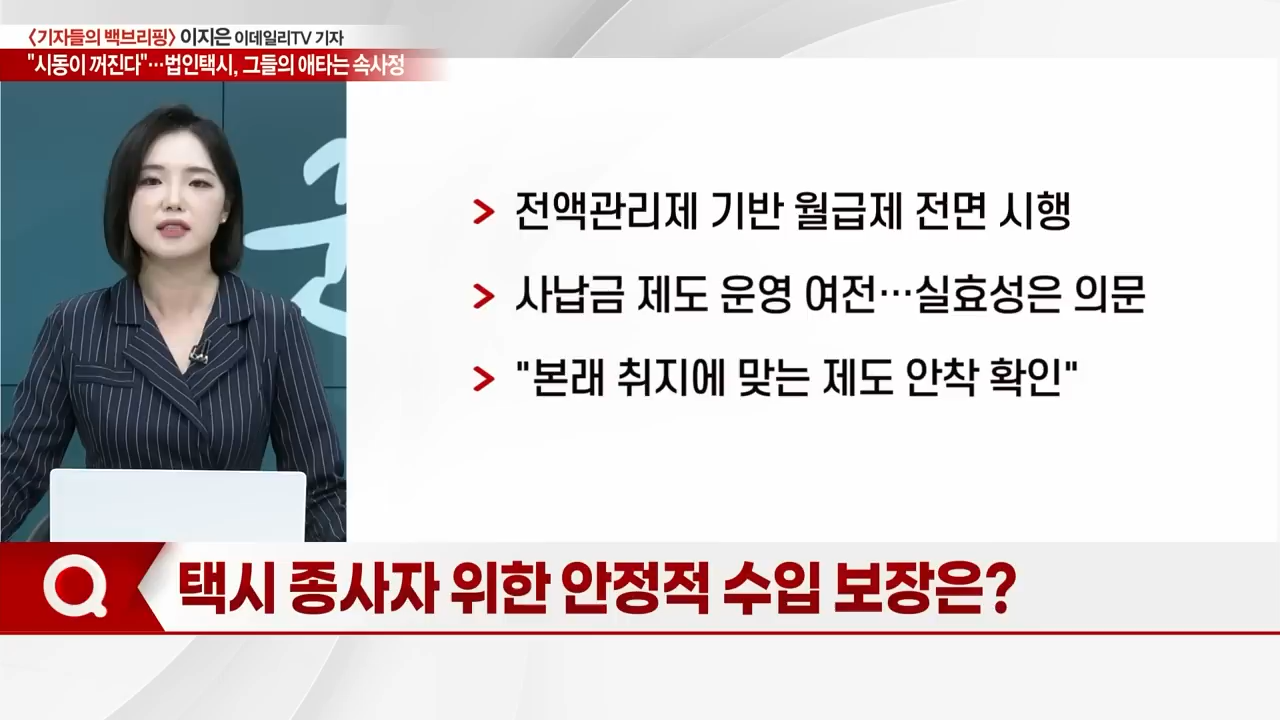 〈기자들의 백브리핑〉 이지은 이데일리TV 기자
"시동이 꺼진다"…법인택시, 그들의 애타는 속사정
> 전액관리제 기반 월급제 전면 시행
> 사납금 제도 운영 여전…실효성은 의문
> "본래 취지에 맞는 제도 안착 확인"
Q 택시 종사자 위한 안정적 수입 보장은?